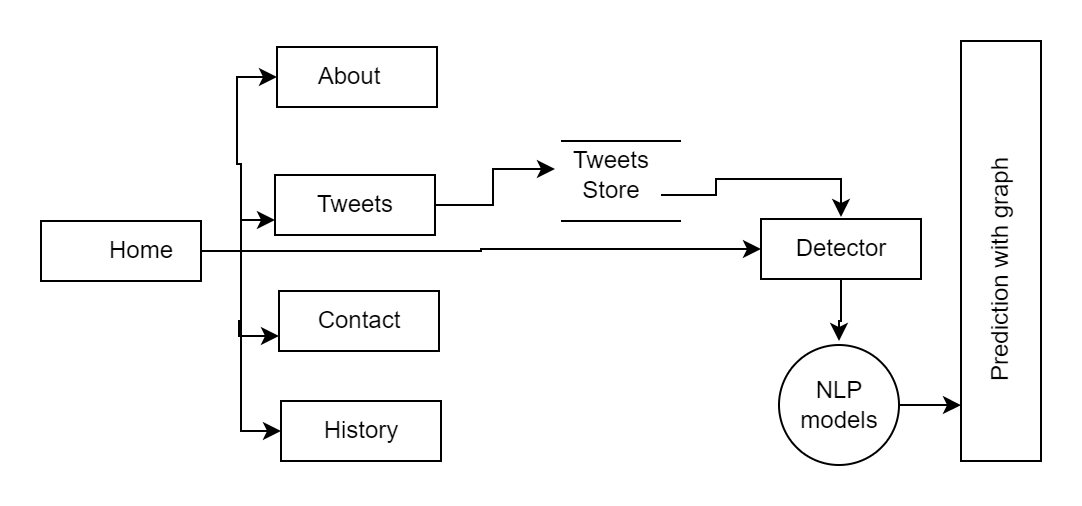 About
Tweets
Store
Tweets
Home
Detector
Contact
NLP
models
History
Prediction with graph